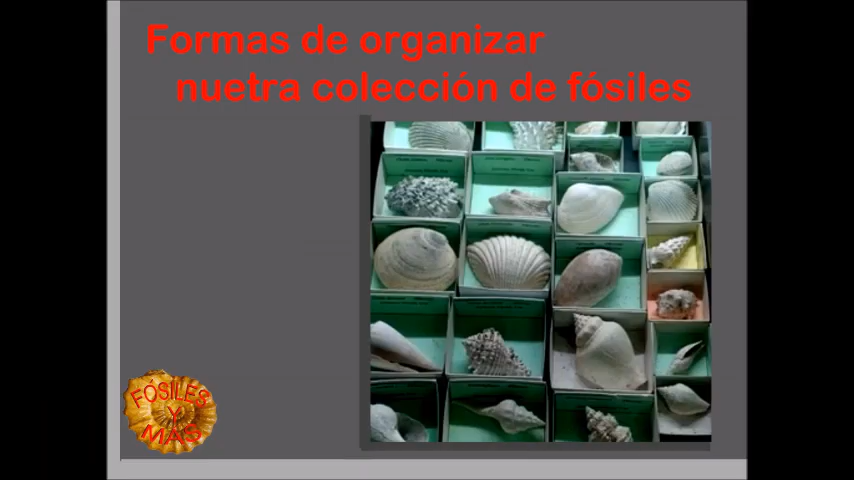 Formas de organizar
nuetra colección de fósiles
FÓSILES
Y
MÁS